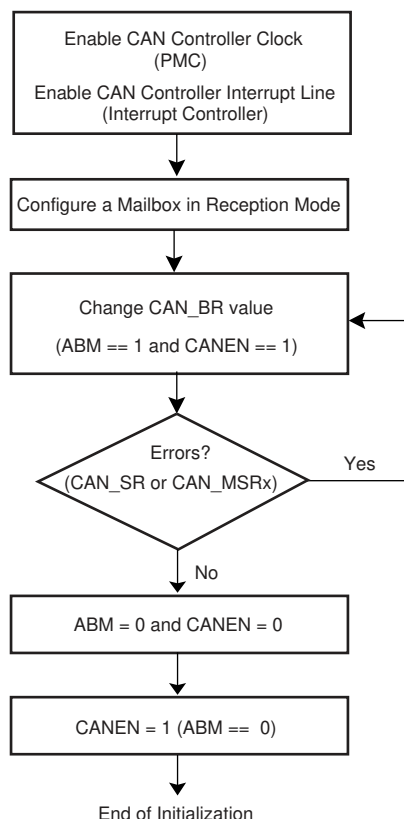 Enable CAN Controller Clock
(PMC)
Enable CAN Controller Interrupt Line
(Interrupt Controller)
Configure a Mailbox in Reception Mode
Change CAN_BR value
(ABM == 1 and CANEN == 1)
Errors?
(CAN_SR or CAN_MSRx)
Yes
No
ABM = 0 and CANEN = 0
CANEN = 1 (ABM == 0)
End of Initialization